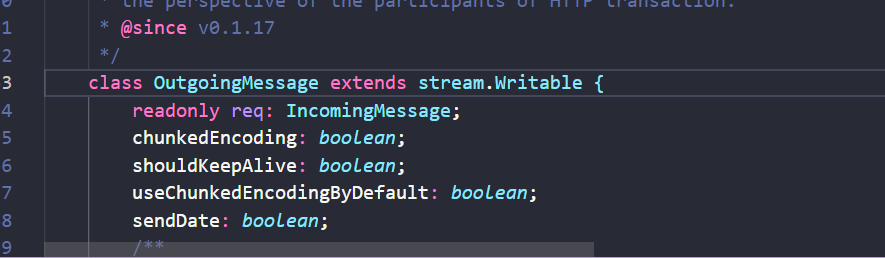 0 * the perspective of the participants of HTTP transaction.
1 * @since v0.1.17
2 */
3 class OutgoingMessage extends stream.Writable {
4 readonly req: IncomingMessage;
5 chunkedEncoding: boolean;
6 shouldKeepAlive: boolean;
7 useChunkedEncodingByDefault: boolean;
8 sendDate: boolean;
9 /**